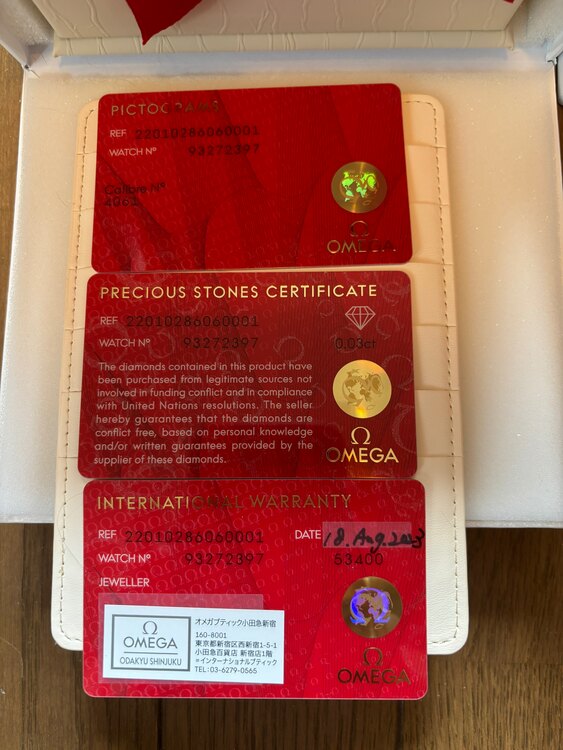 PICTOGRAMS
REF 22010286060001
WATCH Nº 93272397
Calibre Nº
4061
OMEGA
PRECIOUS STONES CERTIFICATE
REF 22010286060001
WATCH Nº 93272397
0,03ct
The diamonds contained in this product have
been purchased from legitimate sources not
involved in funding conflict and in compliance
with United Nations resolutions. The seller
hereby guarantees that the diamonds are
conflict free, based on personal knowledge
and/or written guarantees provided by the
supplier of these diamonds.
OMEGA
INTERNATIONAL WARRANTY
REF 22010286060001
DATE 18. Aug. 2023
WATCH Nº 93272397
53400
JEWELLER
OMEGA
ODAKYU SHINJUKU
オメガブティック小田急新宿
160-8001
東京都新宿区西新宿1-5-1
小田急百貨店 新宿店1階
=インターナショナルブティック
TEL:03-6279-0565
OMEGA